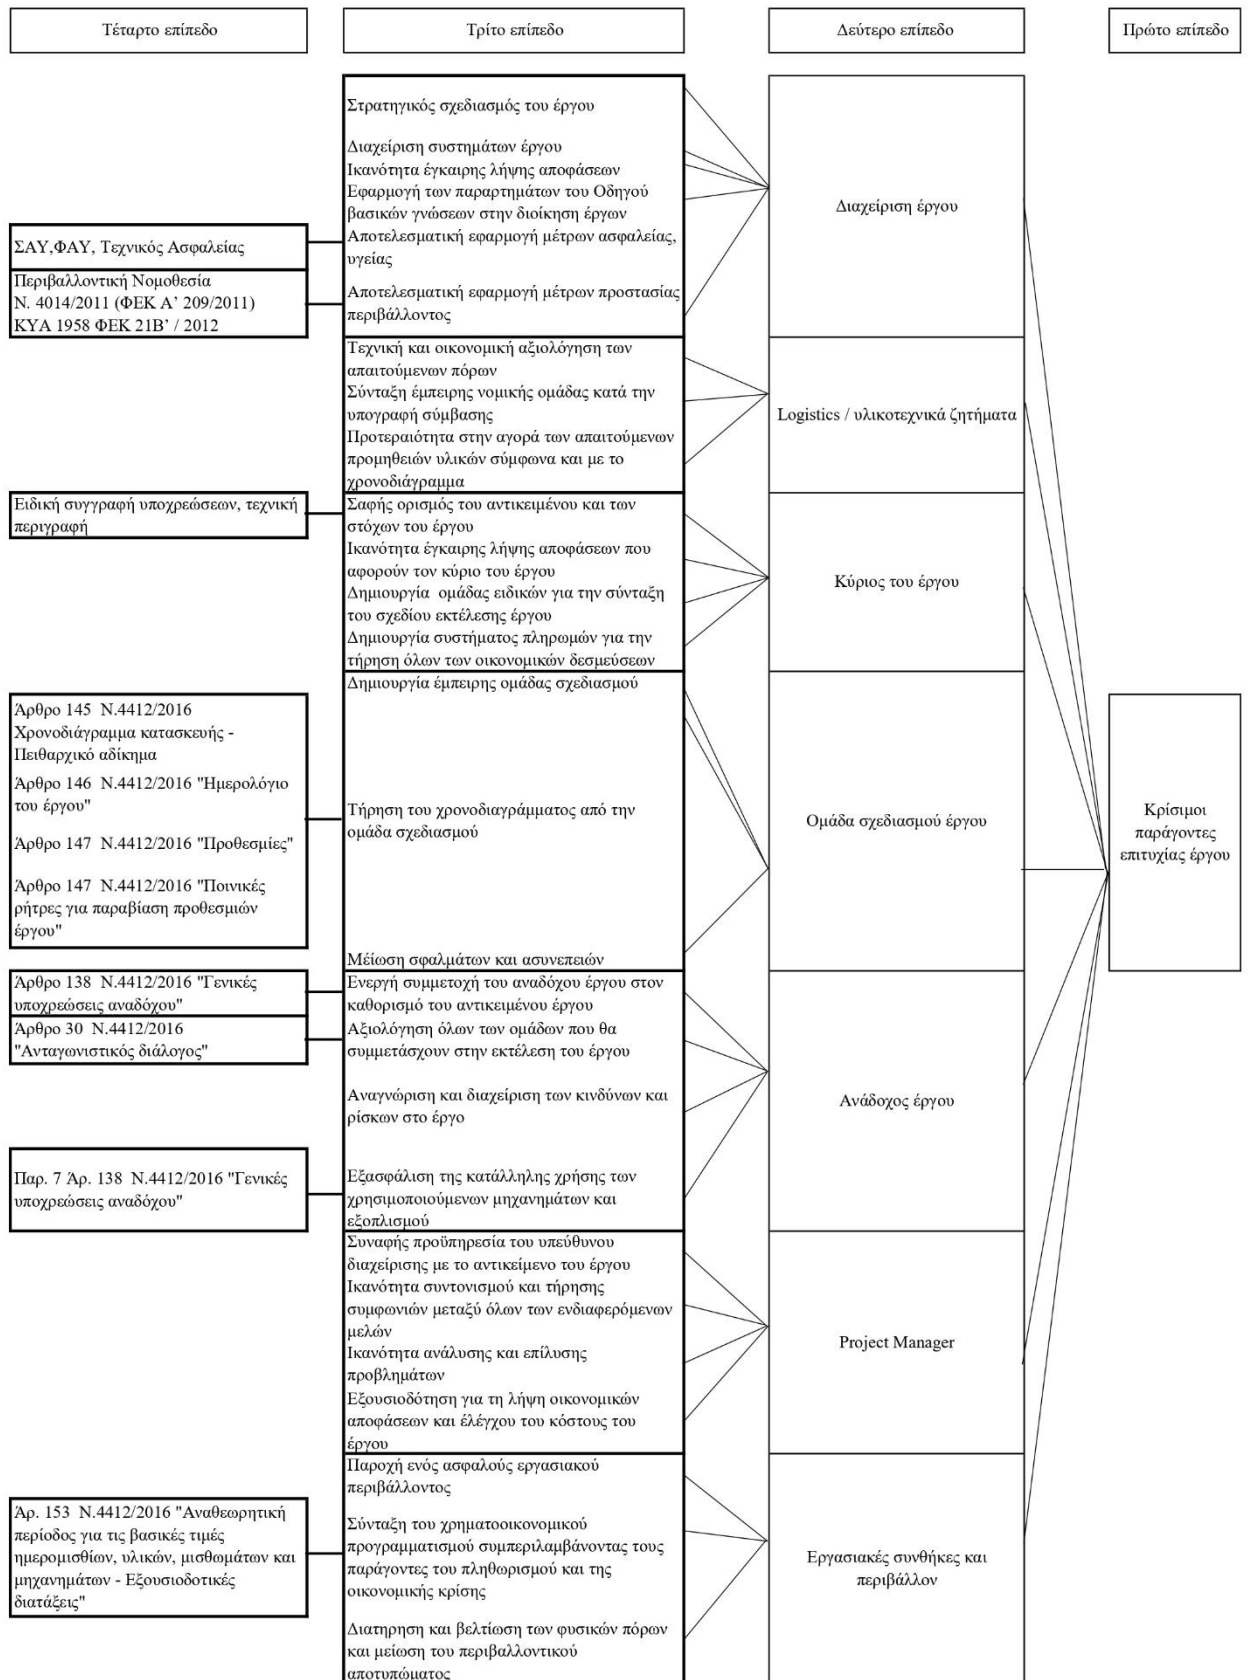 Τέταρτο επίπεδο
Τρίτο επίπεδο
Δεύτερο επίπεδο
Πρώτο επίπεδο
Στρατηγικός σχεδιασμός του έργου
Διαχείριση συστημάτων έργου
Ικανότητα έγκαιρης λήψης αποφάσεων
Εφαρμογή των παραρτημάτων του Οδηγού
βασικών γνώσεων στην διοίκηση έργων
Αποτελεσματική εφαρμογή μέτρων ασφαλείας,
υγείας
Αποτελεσματική εφαρμογή μέτρων προστασίας
περιβάλλοντος
ΣΑΥ,ΦΑΥ, Τεχνικός Ασφαλείας
Περιβαλλοντική Νομοθεσία
Ν. 4014/2011 (ΦΕΚ Α’ 209/2011)
ΚΥΑ 1958 ΦΕΚ 21Β’ / 2012
Διαχείριση έργου
Τεχνική και οικονομική αξιολόγηση των
απαιτούμενων πόρων
Σύνταξη έμπειρης νομικής ομάδας κατά την
υπογραφή σύμβασης
Προτεραιότητα στην αγορά των απαιτούμενων
προμηθειών υλικών σύμφωνα και με το
χρονοδιάγραμμα
Logistics / υλικοτεχνικά ζητήματα
Ειδική συγγραφή υποχρεώσεων, τεχνική
περιγραφή
Σαφής ορισμός του αντικειμένου και των
στόχων του έργου
Ικανότητα έγκαιρης λήψης αποφάσεων που
αφορούν τον κύριο του έργου
Δημιουργία  ομάδας ειδικών για την σύνταξη
του σχεδίου εκτέλεσης έργου
Δημιουργία συστήματος πληρωμών για την
τήρηση όλων των οικονομικών δεσμεύσεων
Κύριος του έργου
Άρθρο 145  Ν.4412/2016
Χρονοδιάγραμμα κατασκευής -
Πειθαρχικό αδίκημα
Άρθρο 146  Ν.4412/2016 "Ημερολόγιο
του έργου"
Άρθρο 147  Ν.4412/2016 "Προθεσμίες"
Άρθρο 147  Ν.4412/2016 "Ποινικές
ρήτρες για παραβίαση προθεσμιών
έργου"
Δημιουργία έμπειρης ομάδας σχεδιασμού
Τήρηση του χρονοδιαγράμματος από την
ομάδα σχεδιασμού
Μείωση σφαλμάτων και ασυνεπειών
Ομάδα σχεδιασμού έργου
Κρίσιμοι
παράγοντες
επιτυχίας έργου
Άρθρο 138  Ν.4412/2016 "Γενικές
υποχρεώσεις αναδόχου"
Άρθρο 30  Ν.4412/2016
"Ανταγωνιστικός διάλογος"
Παρ. 7 Άρ. 138  Ν.4412/2016 "Γενικές
υποχρεώσεις αναδόχου"
Ενεργή συμμετοχή του αναδόχου έργου στον
καθορισμό του αντικειμένου έργου
Αξιολόγηση όλων των ομάδων που θα
συμμετάσχουν στην εκτέλεση του έργου
Αναγνώριση και διαχείριση των κινδύνων και
ρίσκων στο έργο
Εξασφάλιση της κατάλληλης χρήσης των
χρησιμοποιούμενων μηχανημάτων και
εξοπλισμού
Ανάδοχος έργου
Συναφής προϋπηρεσία του υπεύθυνου
διαχείρισης με το αντικείμενο του έργου
Ικανότητα συντονισμού και τήρησης
συμφωνιών μεταξύ όλων των ενδιαφερόμενων
μελών
Ικανότητα ανάλυσης και επίλυσης
προβλημάτων
Εξουσιοδότηση για τη λήψη οικονομικών
αποφάσεων και έλέγχου του κόστους του
έργου
Project Manager
Άρ. 153  Ν.4412/2016 "Αναθεωρητική
περίοδος για τις βασικές τιμές
ημερομισθίων, υλικών, μισθωμάτων και
μηχανημάτων - Εξουσιοδοτικές
διατάξεις"
Παροχή ενός ασφαλούς εργασιακού
περιβάλλοντος
Σύνταξη του χρηματοοικονομικού
προγραμματισμού συμπεριλαμβάνοντας τους
παράγοντες του πληθωρισμού και της
οικονομικής κρίσης
Διατηρηση και βελτίωση των φυσικών πόρων
και μείωση του περιβαλλοντικού
αποτυπώματος
Εργασιακές συνθήκες και
περιβάλλον